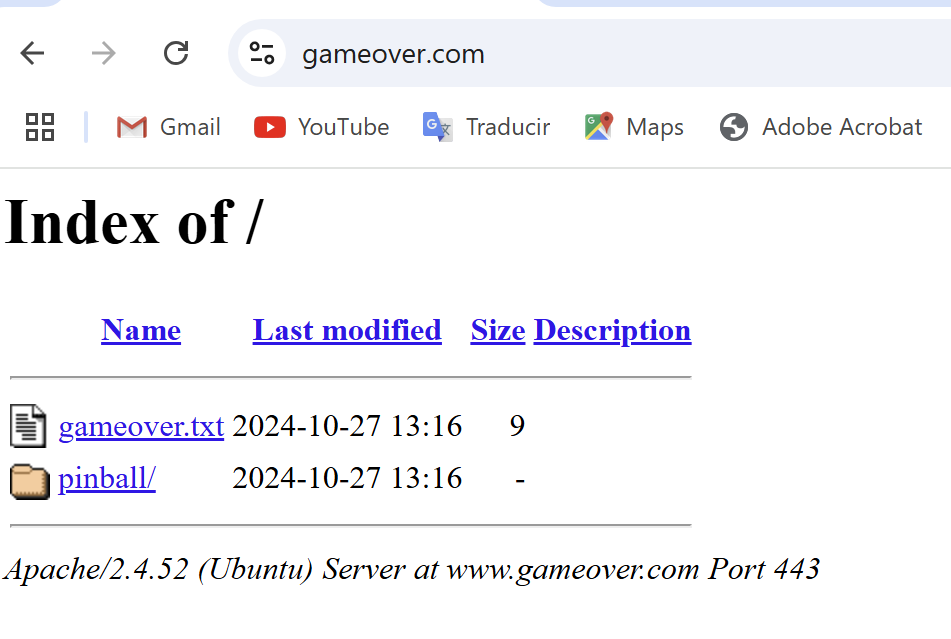 gameover.com
Gmail YouTube Traducir Maps Adobe Acrobat
Index of /
Name Last modified Size Description
gameover.txt 2024-10-27 13:16 9
pinball/ 2024-10-27 13:16 -
Apache/2.4.52 (Ubuntu) Server at www.gameover.com Port 443